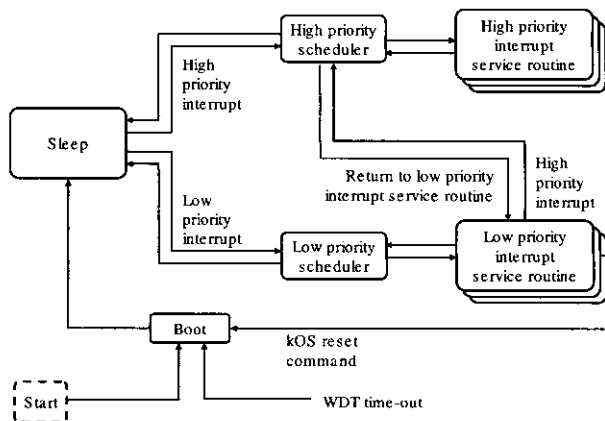 High priority
scheduler
High priority
interrupt
service routine
High
priority
interrupt
Sleep
Return to low priority
interrupt service routine
High
priority
interrupt
Low
priority
interrupt
Low priority
scheduler
Low priority
interrupt
service routine
Boot
kOS reset
command
Start
WDT time-out